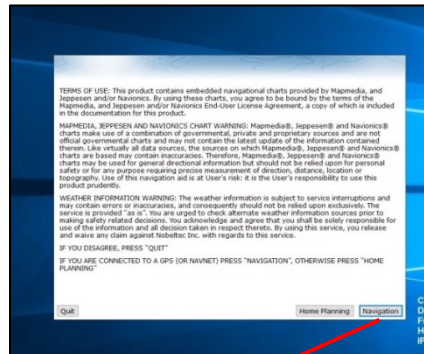 TERMS OF USE: This product contains embedded navigational charts provided by Mapmedia, and
Jeppesen and/or Navionics. By using these charts, you agree to be bound by the terms of the
Mapmedia, and Jeppesen and/or Navionics End-User License Agreement, a copy of which is included
in the documentation for this product.
MAPMEDIA, JEPPESEN AND NAVIONICS CHART WARNING: Mapmedia®, Jeppesen® and Navionics®
charts make use of a combination of governmental, private and proprietary sources and are not
official governmental charts and may not contain the latest update of the information contained
therein. Like virtually all data sources, the sources on which Mapmedia®, Jeppesen® and Navionics®
charts are based may contain inaccuracies. Therefore, Mapmedia®, Jeppesen® and Navionics®
charts may be used for general directional information but should not be relied upon for personal
safety or for any purpose requiring precise measurement of direction, distance, location or
topography. Use of this navigation aid is at User's risk: it is the User's responsibility to use this
product prudently.
WEATHER INFORMATION WARNING: The weather information is subject to service interruptions and
may contain errors or inaccuracies, and consequently should not be relied upon exclusively. The
service is provided "as is". You are urged to check alternate weather information sources prior to
making safety related decisions. You acknowledge and agree that you shall be solely responsible for
use of the information and all decision taken in respect thereto. By using this service, you release
and waive any claim against Nobeltec Inc. with regards to this service.
IF YOU DISAGREE, PRESS "QUIT"
IF YOU ARE CONNECTED TO A GPS (OR NAVNET) PRESS "NAVIGATION", OTHERWISE PRESS "HOME
PLANNING"
Quit Home Planning Navigation